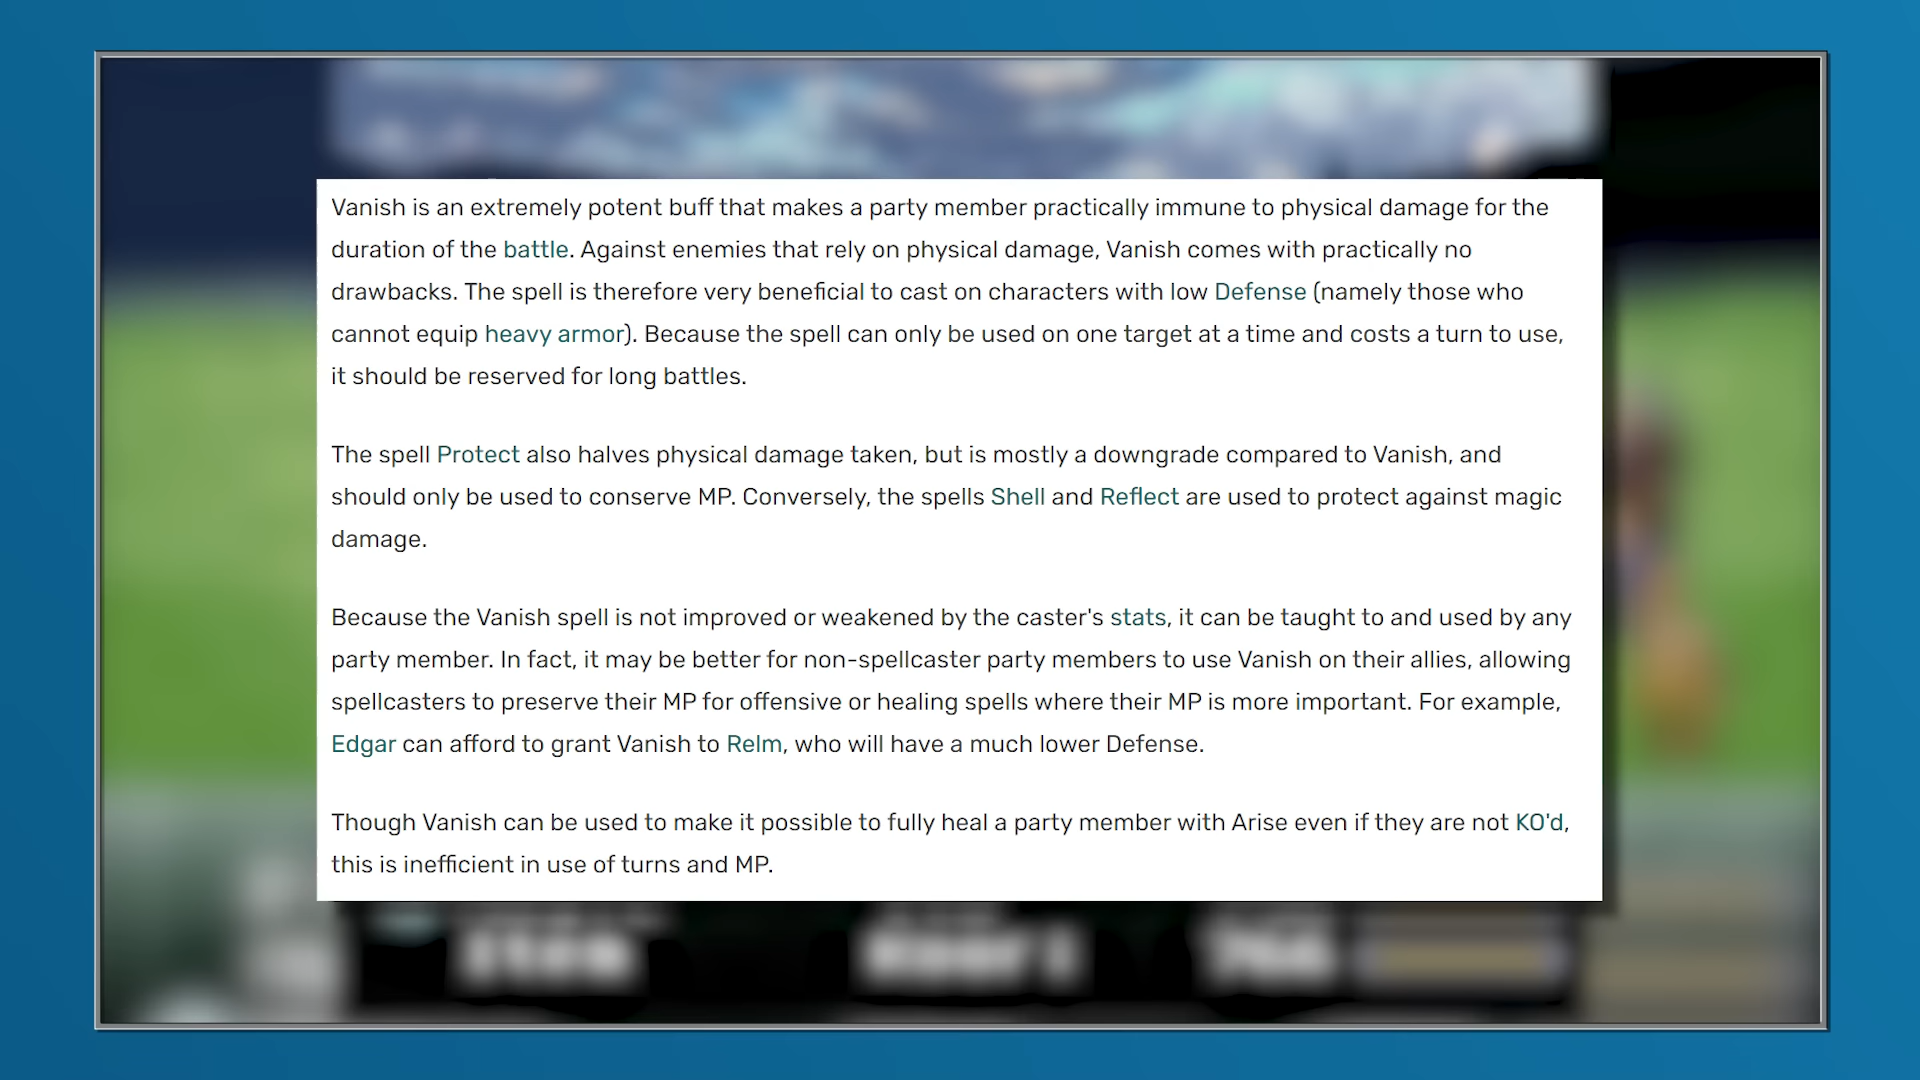 Vanish is an extremely potent buff that makes a party member practically immune to physical damage for the
duration of the battle. Against enemies that rely on physical damage, Vanish comes with practically no
drawbacks. The spell is therefore very beneficial to cast on characters with low Defense (namely those who
cannot equip heavy armor). Because the spell can only be used on one target at a time and costs a turn to use,
it should be reserved for long battles.
The spell Protect also halves physical damage taken, but is mostly a downgrade compared to Vanish, and
should only be used to conserve MP. Conversely, the spells Shell and Reflect are used to protect against magic
damage.
Because the Vanish spell is not improved or weakened by the caster's stats, it can be taught to and used by any
party member. In fact, it may be better for non-spellcaster party members to use Vanish on their allies, allowing
spellcasters to preserve their MP for offensive or healing spells where their MP is more important. For example,
Edgar can afford to grant Vanish to Relm, who will have a much lower Defense.
Though Vanish can be used to make it possible to fully heal a party member with Arise even if they are not KO'd,
this is inefficient in use of turns and MP.